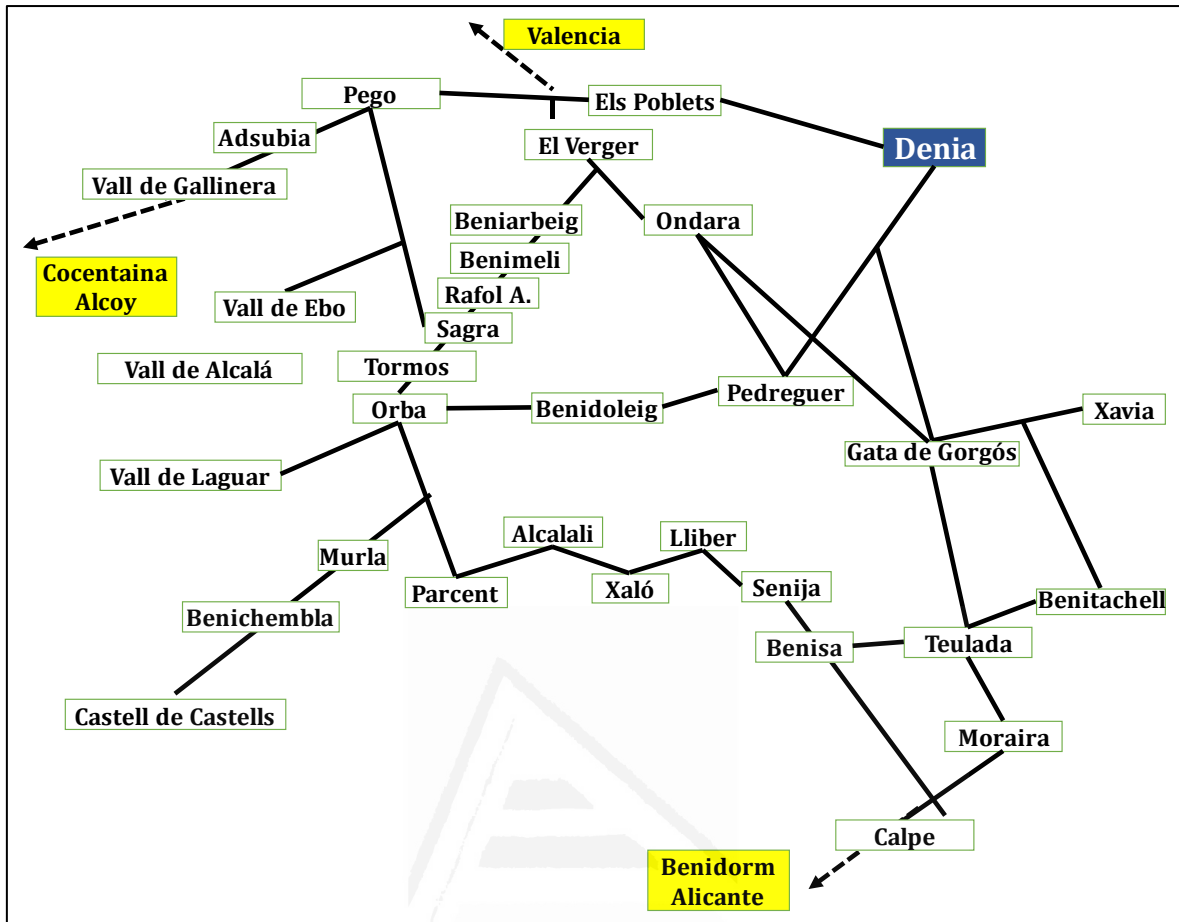 Valencia
Pego
Els Poblets
Adsubia
El Verger
Denia
Vall de Gallinera
Beniarbeig
Ondara
Benimeli
Cocentaina
Alcoy
Rafol A.
Vall de Ebo
Sagra
Vall de Alcalá
Tormos
Pedreguer
Orba
Benidoleig
Xavia
Gata de Gorgós
Vall de Laguar
Alcalali
Lliber
Murla
Parcent
Xaló
Senija
Benitachell
Benichembla
Benisa
Teulada
Castell de Castells
Moraira
Calpe
Benidorm
Alicante